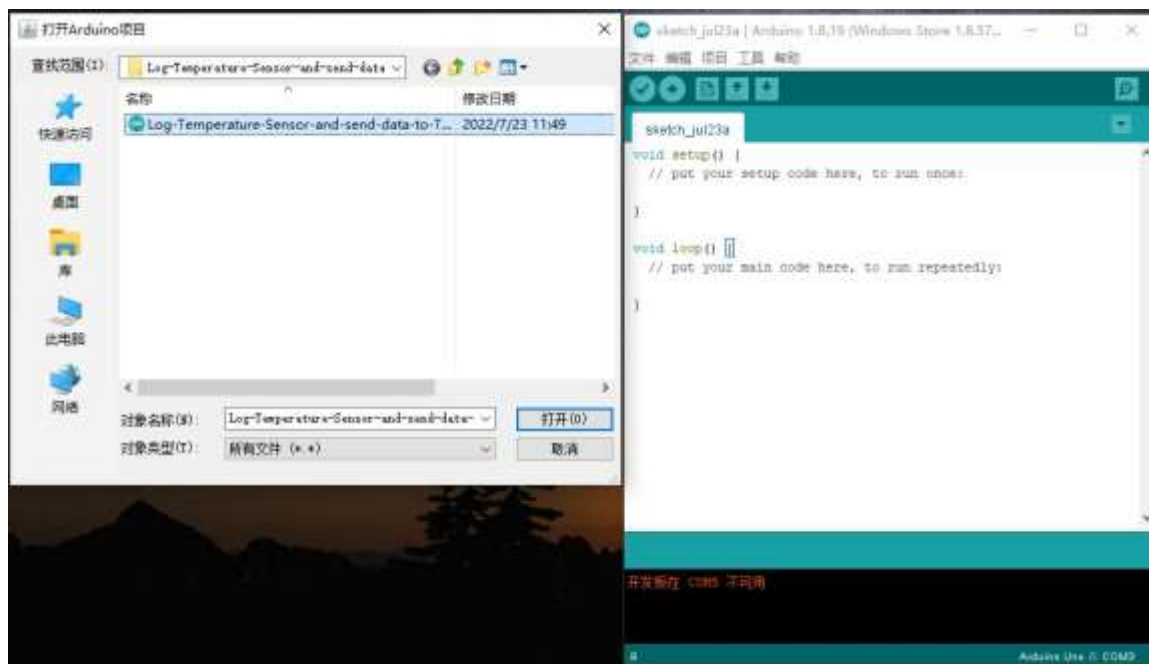 打开Arduino项目
查找范围(I):
Log-Temperature-Sensor-and-send-data
名称
修改日期
快速访问
Log-Temperature-Sensor-and-send-data-to-T...
2022/7/23 11:49
桌面
库
此电脑
网络
对象名称(N):
Log-Temperature-Sensor-and-send-data-
打开(O)
对象类型(T):
所有文件 (*.*)
取消
sketch_jul23a | Arduino 1.8.19 (Windows Store 1.8.57...
文件 编辑 项目 工具 帮助
sketch_jul23a
void setup() {
// put your setup code here, to run once:
}
void loop() {
// put your main code here, to run repeatedly:
}
开发板在 COM5 不可用
Arduino Uno 在